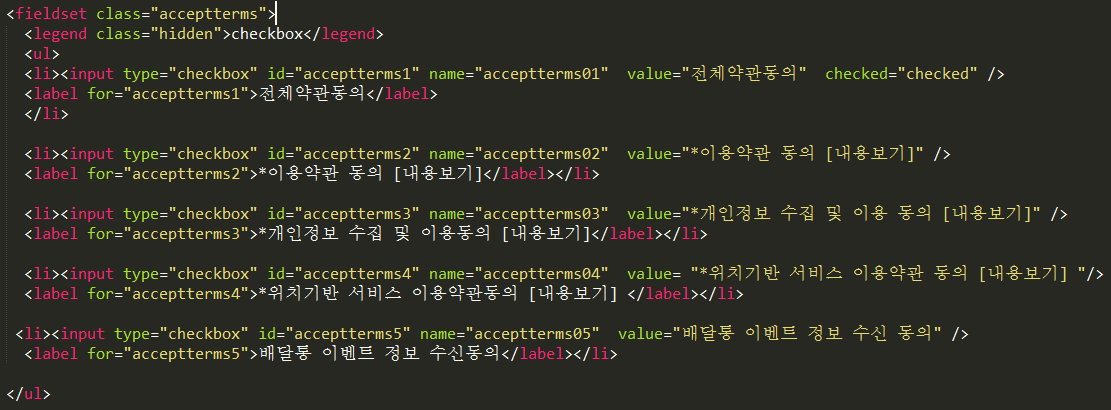 <fieldset class="acceptterms">
<legend class="hidden">checkbox</legend>
<ul>
<li><input type="checkbox" id="acceptterms1" name="acceptterms01"  value="전체약관동의"  checked="checked" />
<label for="acceptterms1">전체약관동의</label>
</li>
<li><input type="checkbox" id="acceptterms2" name="acceptterms02"  value="*이용약관 동의 [내용보기]" />
<label for="acceptterms2">*이용약관 동의 [내용보기]</label></li>
<li><input type="checkbox" id="acceptterms3" name="acceptterms03"  value="*개인정보 수집 및 이용 동의 [내용보기]" />
<label for="acceptterms3">*개인정보 수집 및 이용동의 [내용보기]</label></li>
<li><input type="checkbox" id="acceptterms4" name="acceptterms04"  value= "*위치기반 서비스 이용약관 동의 [내용보기] "/>
<label for="acceptterms4">*위치기반 서비스 이용약관동의 [내용보기] </label></li>
<li><input type="checkbox" id="acceptterms5" name="acceptterms05"  value="배달통 이벤트 정보 수신 동의" />
<label for="acceptterms5">배달통 이벤트 정보 수신동의</label></li>
</ul>